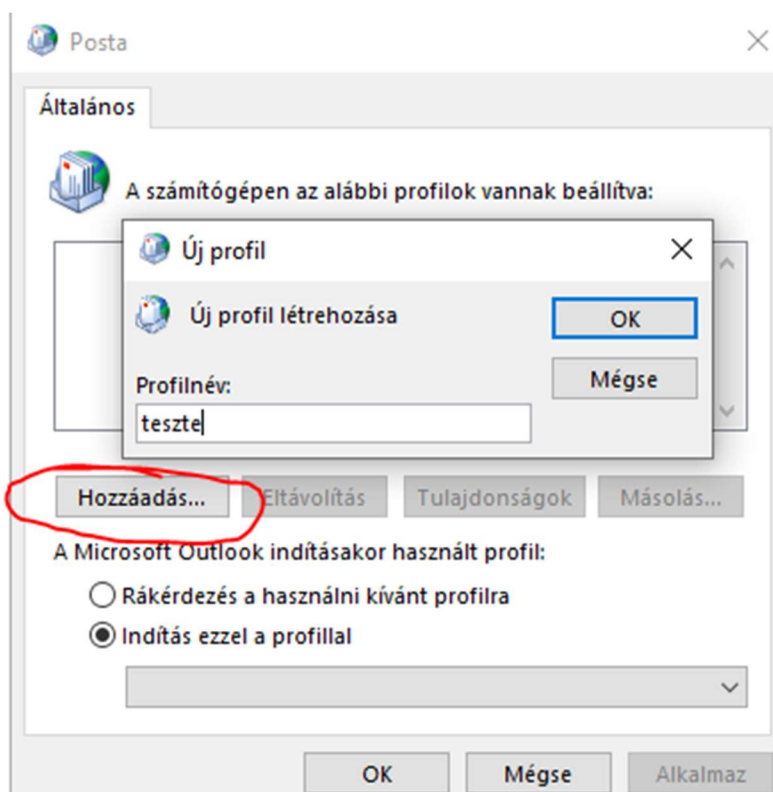 Posta
Általános
A számítógépen az alábbi profilok vannak beállítva:
Új profil
Új profil létrehozása
OK
Mégse
Profilnév:
teszte
Hozzáadás...
Eltávolítás
Tulajdonságok
Másolás...
A Microsoft Outlook indításakor használt profil:
Rákérdezés a használni kívánt profilra
Indítás ezzel a profillal
OK
Mégse
Alkalmaz